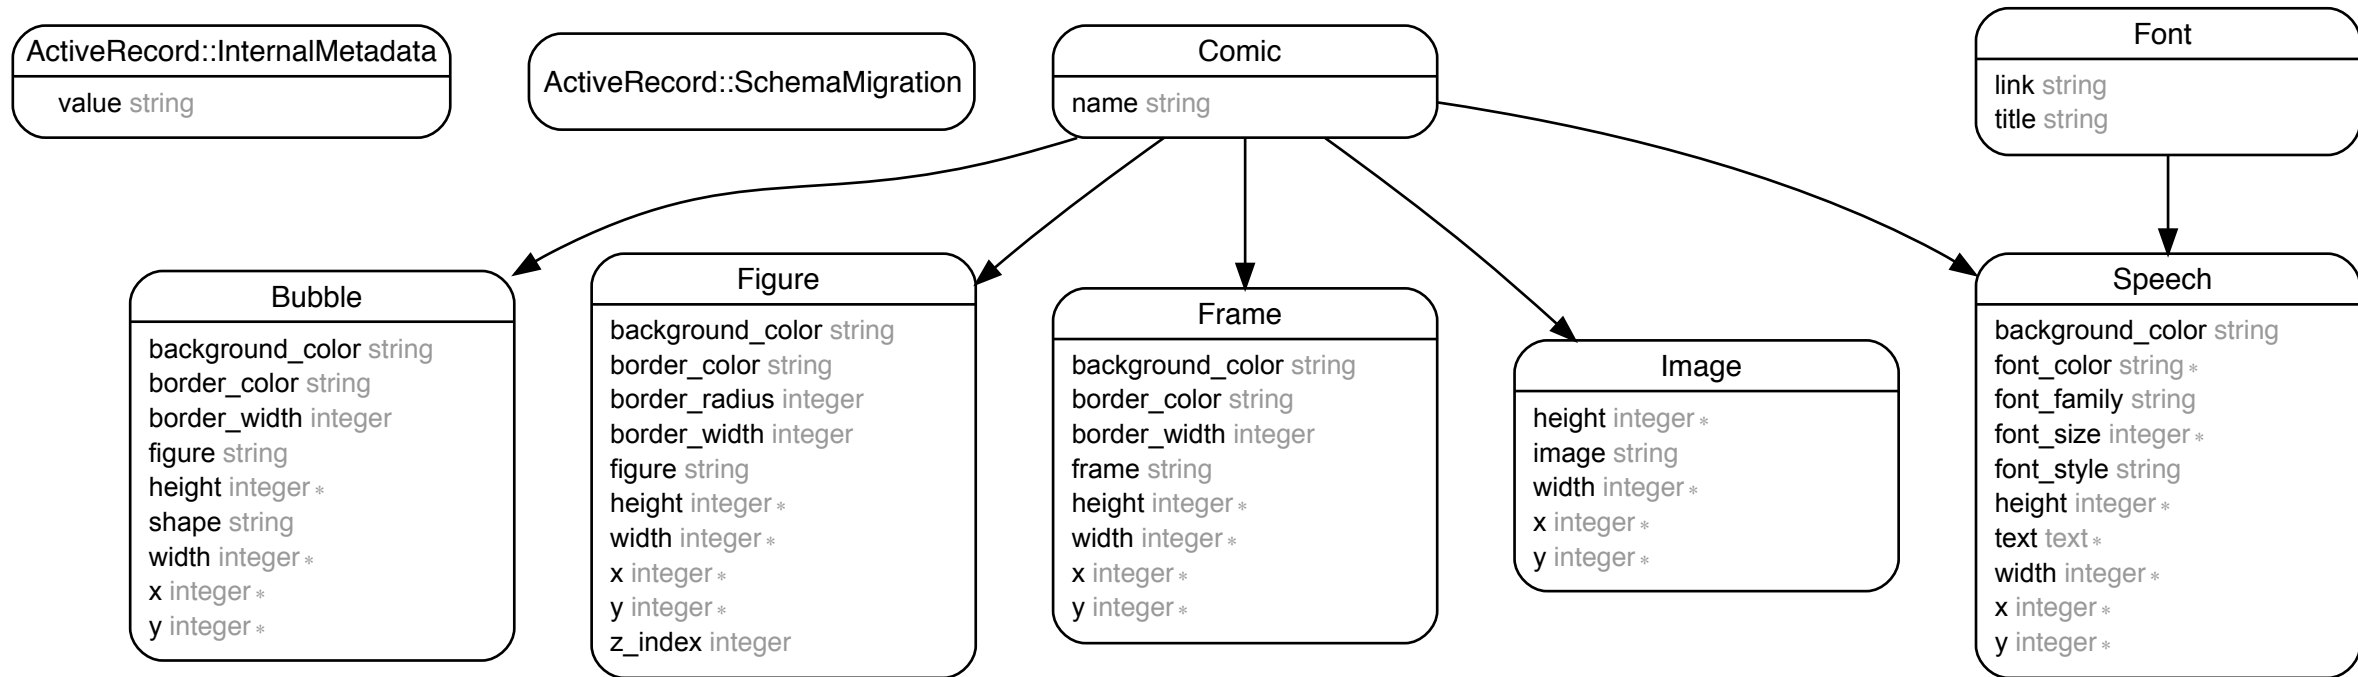 ActiveRecord::InternalMetadata
value string
ActiveRecord::SchemaMigration
Comic
name string
Font
link string
title string
Bubble
background_color string
border_color string
border_width integer
figure string
height integer *
shape string
width integer *
x integer *
y integer *
Figure
background_color string
border_color string
border_radius integer
border_width integer
figure string
height integer *
width integer *
x integer *
y integer *
z_index integer
Frame
background_color string
border_color string
border_width integer
frame string
height integer *
width integer *
x integer *
y integer *
Image
height integer *
image string
width integer *
x integer *
y integer *
Speech
background_color string
font_color string *
font_family string
font_size integer *
font_style string
height integer *
text text *
width integer *
x integer *
y integer *